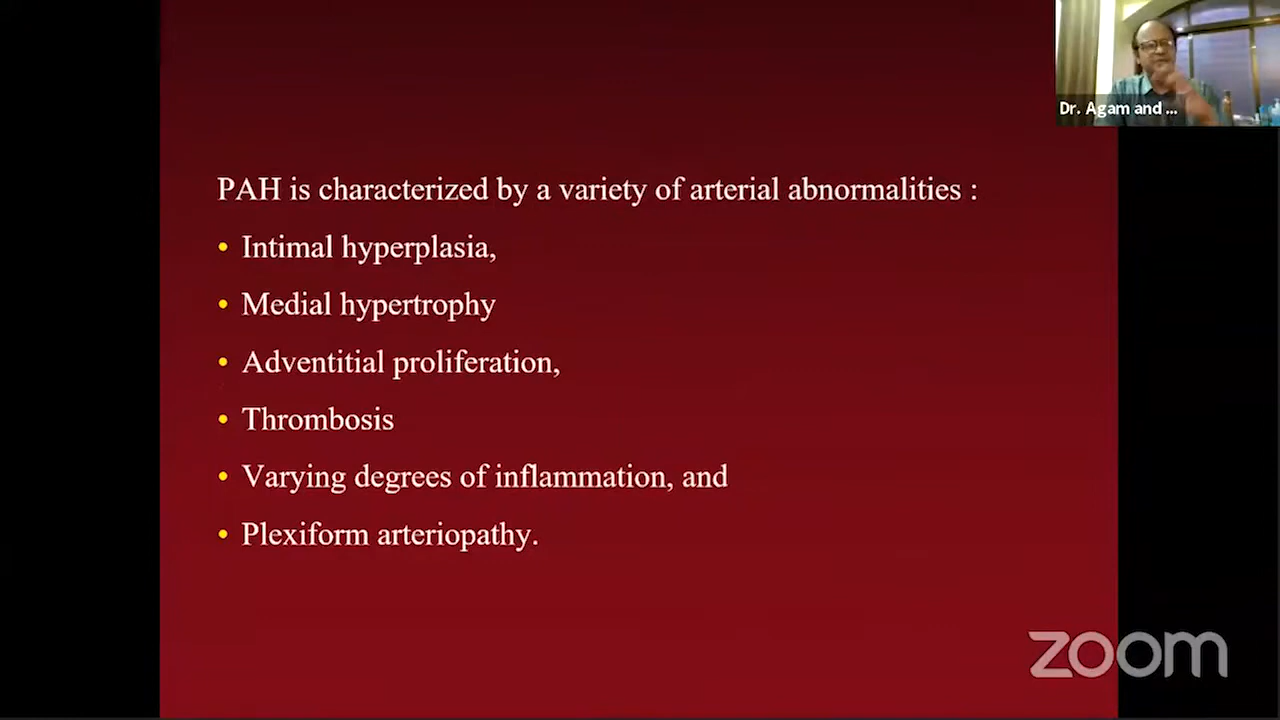 Dr. Agam and ...
PAH is characterized by a variety of arterial abnormalities :
• Intimal hyperplasia,
• Medial hypertrophy
• Adventitial proliferation,
• Thrombosis
• Varying degrees of inflammation, and
• Plexiform arteriopathy.
zoom